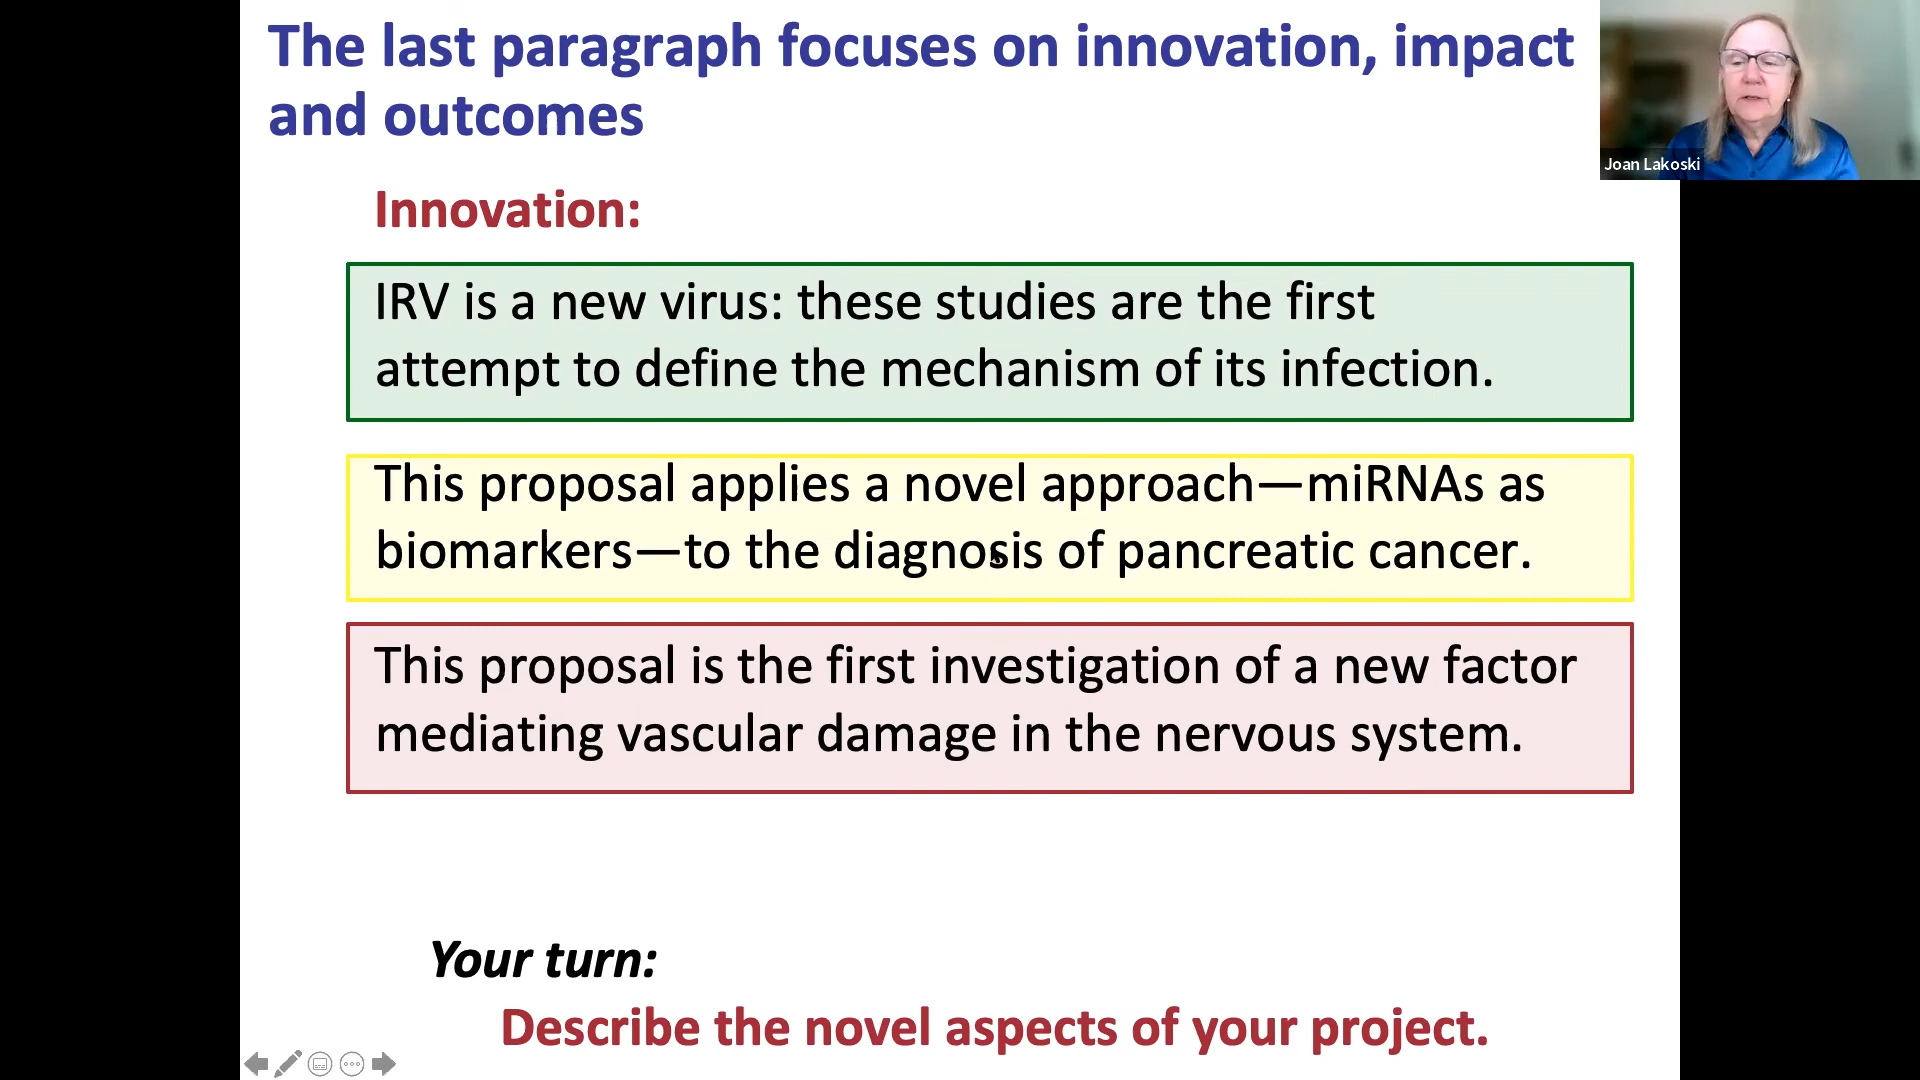 The last paragraph focuses on innovation, impact
and outcomes
Joan Lakoski
Innovation:
IRV is a new virus: these studies are the first
attempt to define the mechanism of its infection.
This proposal applies a novel approach—miRNAs as
biomarkers—to the diagnosis of pancreatic cancer.
This proposal is the first investigation of a new factor
mediating vascular damage in the nervous system.
Your turn:
Describe the novel aspects of your project.